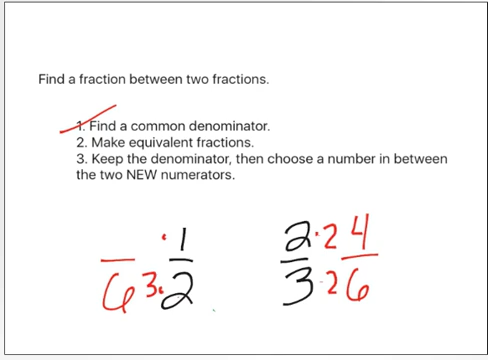 Find a fraction between two fractions.
1. Find a common denominator.
2. Make equivalent fractions.
3. Keep the denominator, then choose a number in between
the two NEW numerators.
· 1 2 · 2 4
6 3 · 2 3 · 2 6